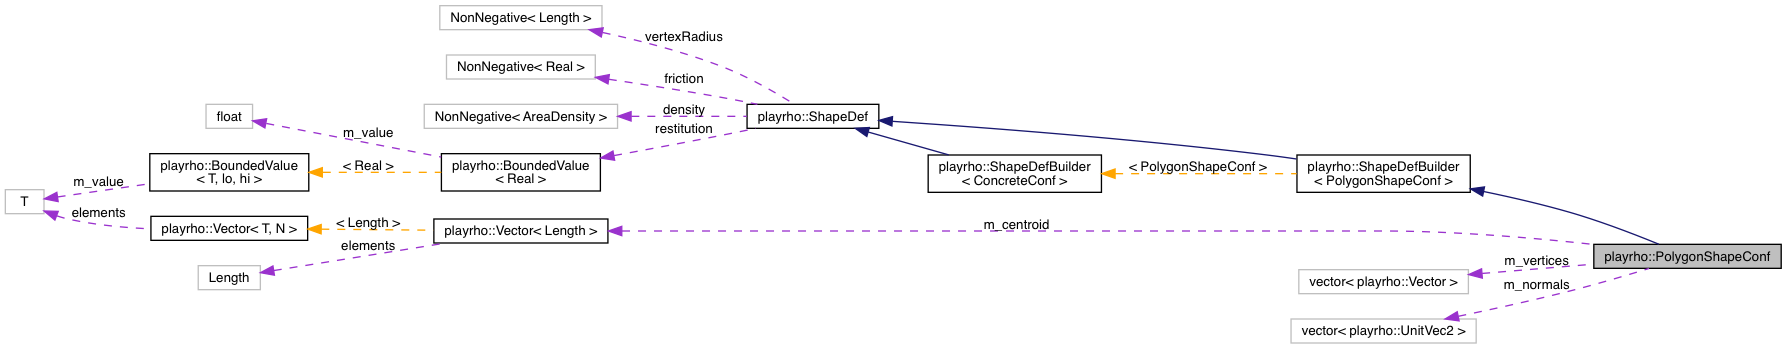 NonNegative< Length >
vertexRadius
NonNegative< Real >
friction
float
NonNegative< AreaDensity >
density
playrho::ShapeDef
restitution
m_value
playrho::BoundedValue
< T, lo, hi >
< Real >
playrho::BoundedValue
< Real >
playrho::ShapeDefBuilder
< ConcreteConf >
< PolygonShapeConf >
playrho::ShapeDefBuilder
< PolygonShapeConf >
m_value
T
elements
playrho::Vector< T, N >
< Length >
playrho::Vector< Length >
m_centroid
elements
Length
playrho::PolygonShapeConf
m_vertices
vector< playrho::Vector >
m_normals
vector< playrho::UnitVec2 >